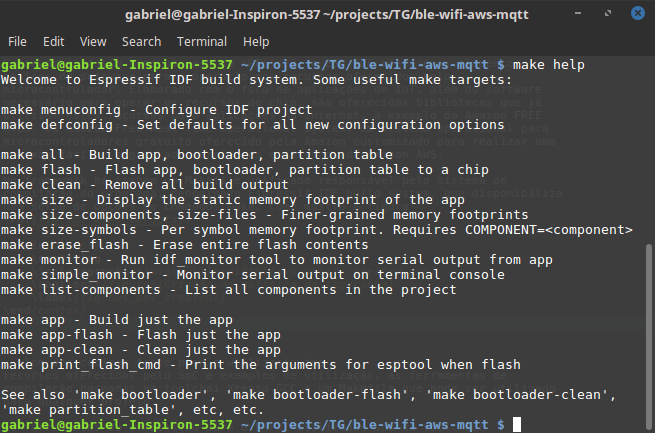 gabriel@gabriel-Inspiron-5537 ~/projects/TG/ble-wifi-aws-mqtt
File Edit View Search Terminal Help
gabriel@gabriel-Inspiron-5537 ~/projects/TG/ble-wifi-aws-mqtt $ make help
Welcome to Espressif IDF build system. Some useful make targets:
make menuconfig - Configure IDF project
make defconfig - Set defaults for all new configuration options
make all - Build app, bootloader, partition table
make flash - Flash app, bootloader, partition table to a chip
make clean - Remove all build output
make size - Display the static memory footprint of the app
make size-components, size-files - Finer-grained memory footprints
make size-symbols - Per symbol memory footprint. Requires COMPONENT=<component>
make erase_flash - Erase entire flash contents
make monitor - Run idf_monitor tool to monitor serial output from app
make simple_monitor - Monitor serial output on terminal console
make list-components - List all components in the project
make app - Build just the app
make app-flash - Flash just the app
make app-clean - Clean just the app
make print_flash_cmd - Print the arguments for esptool when flash
See also 'make bootloader', 'make bootloader-flash', 'make bootloader-clean',
'make partition_table', etc, etc.
gabriel@gabriel-Inspiron-5537 ~/projects/TG/ble-wifi-aws-mqtt $